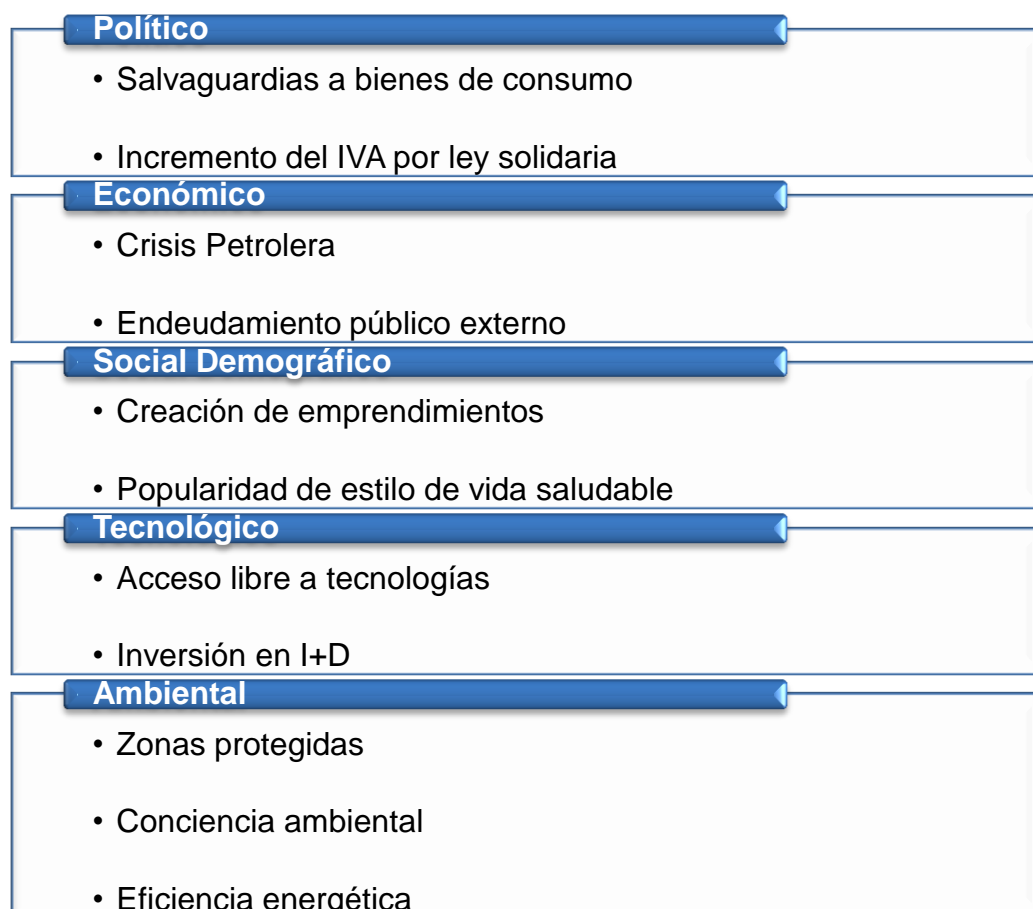 Político
• Salvaguardias a bienes de consumo
• Incremento del IVA por ley solidaria
Económico
• Crisis Petrolera
• Endeudamiento público externo
Social Demográfico
• Creación de emprendimientos
• Popularidad de estilo de vida saludable
Tecnológico
• Acceso libre a tecnologías
• Inversión en I+D
Ambiental
• Zonas protegidas
• Conciencia ambiental
• Eficiencia energética